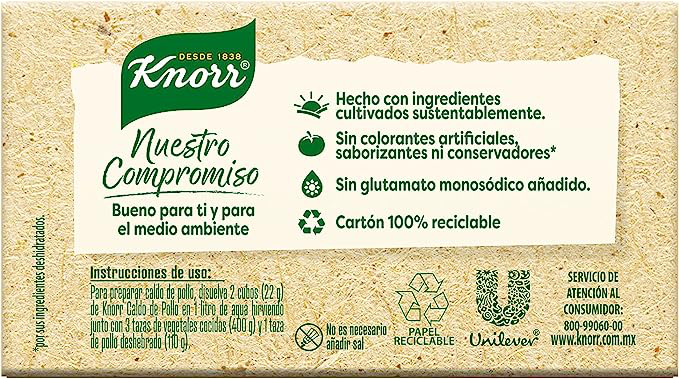 DESDE 1838
Knorr®
Nuestro
Compromiso
Bueno para ti y para
el medio ambiente
Hecho con ingredientes
cultivados sustentablemente.
Sin colorantes artificiales,
saborizantes ni conservadores*
Sin glutamato monosódico añadido.
Cartón 100% reciclable
*por sus ingredientes deshidratados.
Instrucciones de uso:
Para preparar caldo de pollo, disuelva 2 cubos (22 g)
de Knorr Caldo de Pollo en 1 litro de agua hirviendo
junto con 3 tazas de vegetales cocidos (400 g) y 1 taza
de pollo deshebrado (110 g).
No es necesario
añadir sal
PAPEL
RECICLABLE
Unilever®
SERVICIO DE
ATENCIÓN AL
CONSUMIDOR:
800-99060-00
www.knorr.com.mx